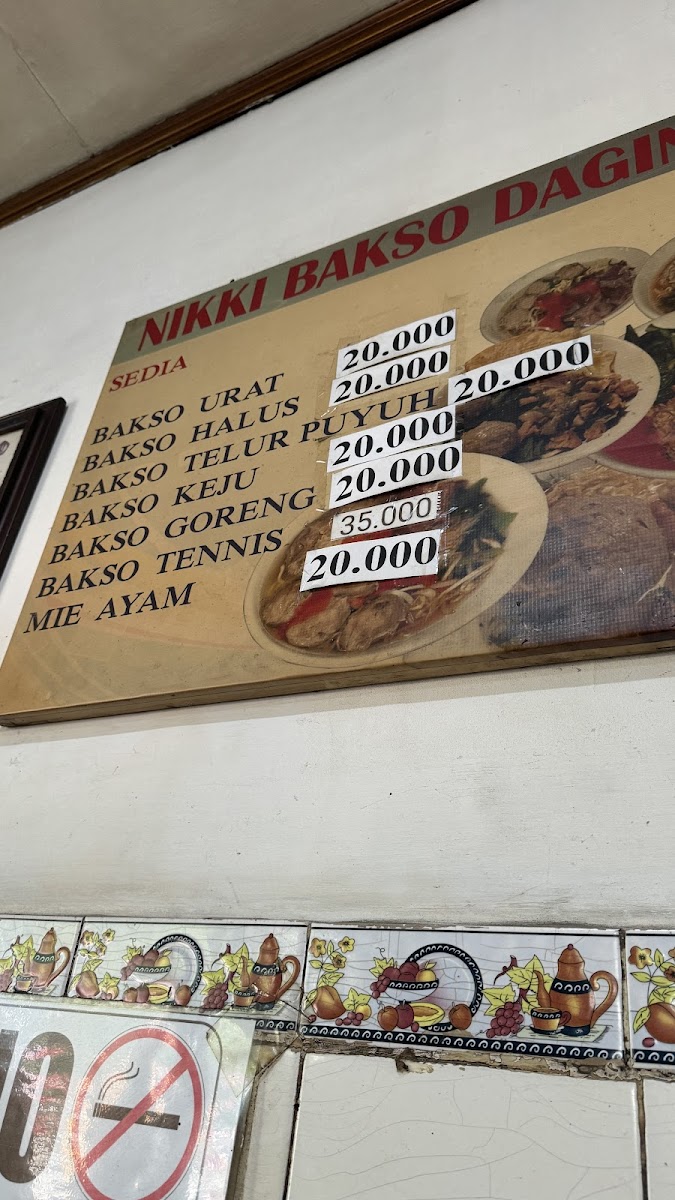 NIKKI BAKSO DAGIN
SEDIA
BAKSO URAT 20.000
BAKSO HALUS 20.000
BAKSO TELUR PUYUH 20.000
BAKSO KEJU 20.000
BAKSO GORENG 20.000
BAKSO TENNIS 35.000
MIE AYAM 20.000